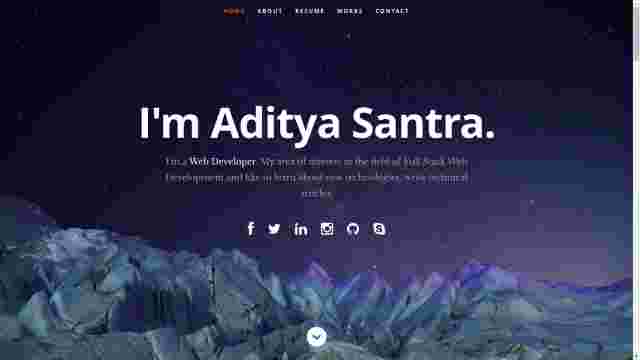 HOME ABOUT RESUME WORKS CONTACT
I'm Aditya Santra.
I'm a Web Developer. My area of interest in the field of Full Stack Web
Development and like to learn about new technologies, write technical
articles.